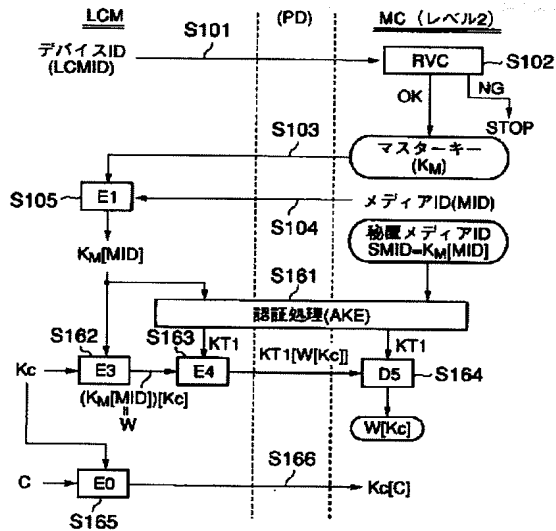 LCM
(PD)
MC (レベル2)
デバイスID
(LCMID)
S101
RVC
S102
OK
NG
STOP
S103
マスターキー
(KM)
S105
E1
S104
メディアID(MID)
KM[MID]
秘匿メディアID
SMID=KM[MID]
S161
認証処理(AKE)
S162
S163
KT1
KT1
Kc
E3
E4
KT1[W[Kc]]
D5
S164
(KM[MID])[Kc]
=
W
W[Kc]
C
E0
S166
Kc[C]
S165